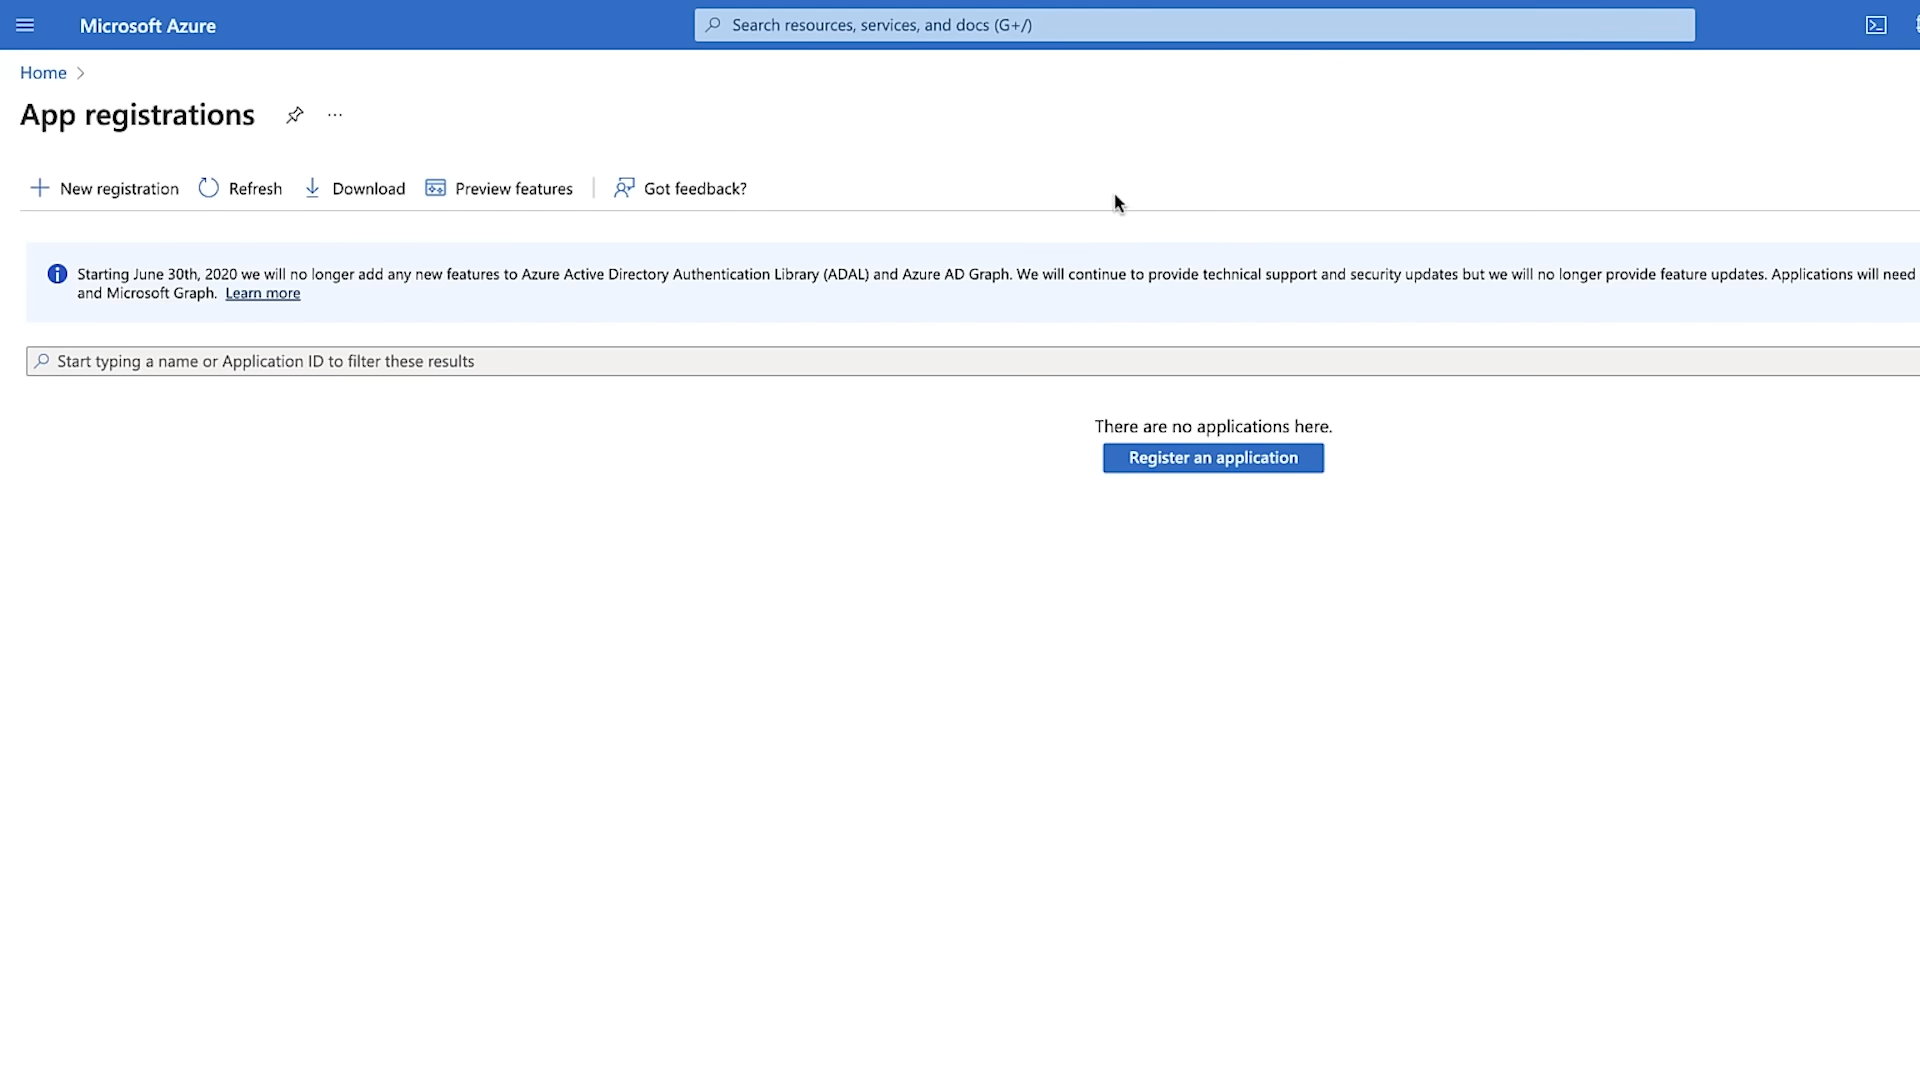 Microsoft Azure
Search resources, services, and docs (G+/)
Home
App registrations
New registration
Refresh
Download
Preview features
Got feedback?
Starting June 30th, 2020 we will no longer add any new features to Azure Active Directory Authentication Library (ADAL) and Azure AD Graph. We will continue to provide technical support and security updates but we will no longer provide feature updates. Applications will need
and Microsoft Graph. Learn more
Start typing a name or Application ID to filter these results
There are no applications here.
Register an application